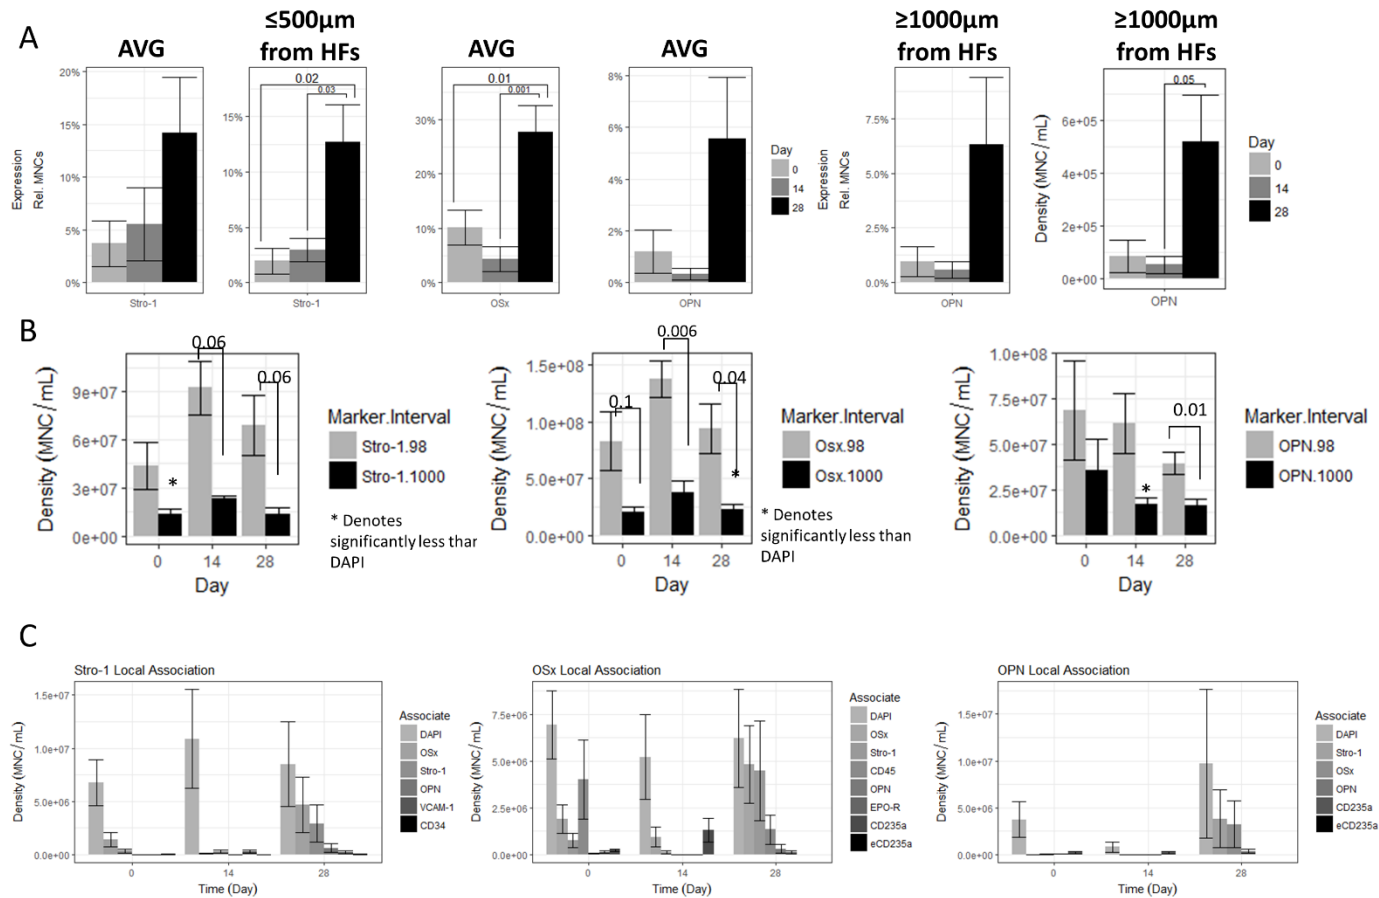 A
AVG
≤500µm
from HFs
AVG
AVG
≥1000µm
from HFs
≥1000µm
from HFs
Expression
Rel. MNCs
20%
15%
10%
5%
0%
Stro-1
15%
10%
5%
0%
0.02
0.03
Stro-1
30%
20%
10%
0%
0.01
0.001
OSx
8%
6%
4%
2%
0%
OPN
Day
0
14
28
Expression
Rel. MNCs
7.5%
5.0%
2.5%
0.0%
OPN
Density (MNC/mL)
6e+05
4e+05
2e+05
0e+00
0.05
OPN
Day
0
14
28
B
Density (MNC/mL)
9e+07
6e+07
3e+07
0e+00
0.06
0.06
*
0
14
28
Day
Marker.Interval
Stro-1.98
Stro-1.1000
* Denotes
significantly less than
DAPI
Density (MNC/mL)
1.5e+08
1.0e+08
5.0e+07
0.0e+00
0.1
0.006
0.04
*
0
14
28
Day
Marker.Interval
Osx.98
Osx.1000
* Denotes
significantly less than
DAPI
Density (MNC/mL)
1.0e+08
7.5e+07
5.0e+07
2.5e+07
0.0e+00
0.01
*
0
14
28
Day
Marker.Interval
OPN.98
OPN.1000
C
Stro-1 Local Association
Density (MNC/mL)
1.5e+07
1.0e+07
5.0e+06
0.0e+00
0
14
28
Time (Day)
Associate
DAPI
OSx
Stro-1
OPN
VCAM-1
CD34
OSx Local Association
Density (MNC/mL)
7.5e+06
5.0e+06
2.5e+06
0.0e+00
0
14
28
Time (Day)
Associate
DAPI
OSx
Stro-1
CD45
OPN
EPO-R
CD235a
eCD235a
OPN Local Association
Density (MNC/mL)
1.5e+07
1.0e+07
5.0e+06
0.0e+00
0
14
28
Time (Day)
Associate
DAPI
Stro-1
OSx
OPN
CD235a
eCD235a